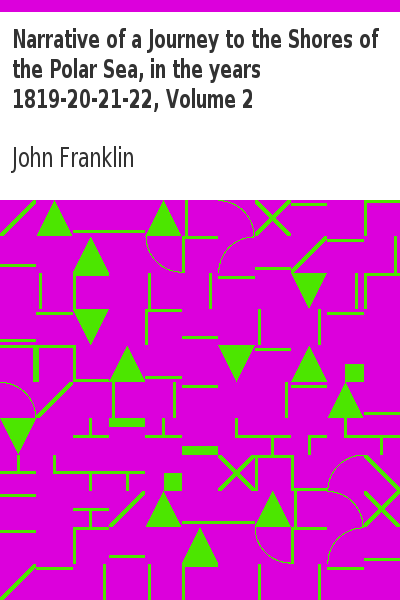 Narrative of a Journey to the Shores of
the Polar Sea, in the years
1819-20-21-22, Volume 2
John Franklin